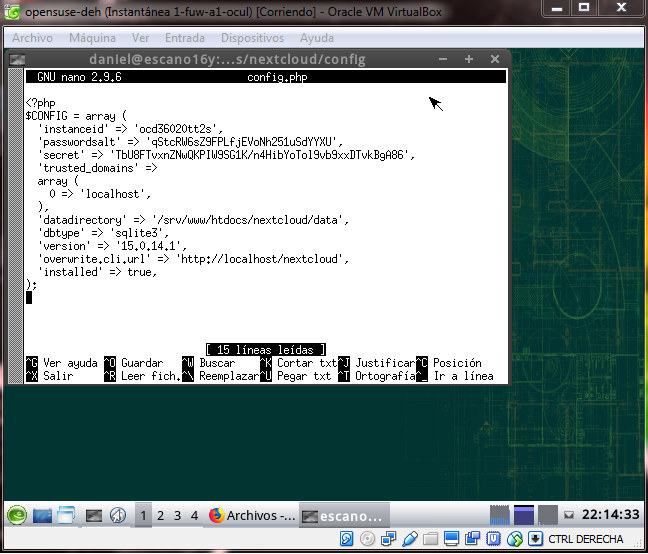 opensuse-deh (Instantánea 1-fuw-a1-ocul) [Corriendo] - Oracle VM VirtualBox
Archivo Máquina Ver Entrada Dispositivos Ayuda
daniel@escano16y:...s/nextcloud/config
GNU nano 2.9.6 config.php
<?php
$CONFIG = array (
'instanceid' => 'ocd36020tt2s',
'passwordsalt' => 'qStcRW6sZ9FPLfjEVoNh251uSdYYXU',
'secret' => 'TbU8FTvxnZNwQKPIW9SG1K/n4HibYoTol9vb9xxDTvkBgA86',
'trusted_domains' =>
array (
0 => 'localhost',
),
'datadirectory' => '/srv/www/htdocs/nextcloud/data',
'dbtype' => 'sqlite3',
'version' => '15.0.14.1',
'overwrite.cli.url' => 'http://localhost/nextcloud',
'installed' => true,
);
[ 15 líneas leídas ]
^G Ver ayuda ^O Guardar ^W Buscar ^K Cortar txt ^J Justificar ^C Posición
^X Salir ^R Leer fich. ^\ Reemplazar ^U Pegar txt ^T Ortografía ^_ Ir a línea
1 2 3 4 Archivos -... escano... 22:14:33
CTRL DERECHA